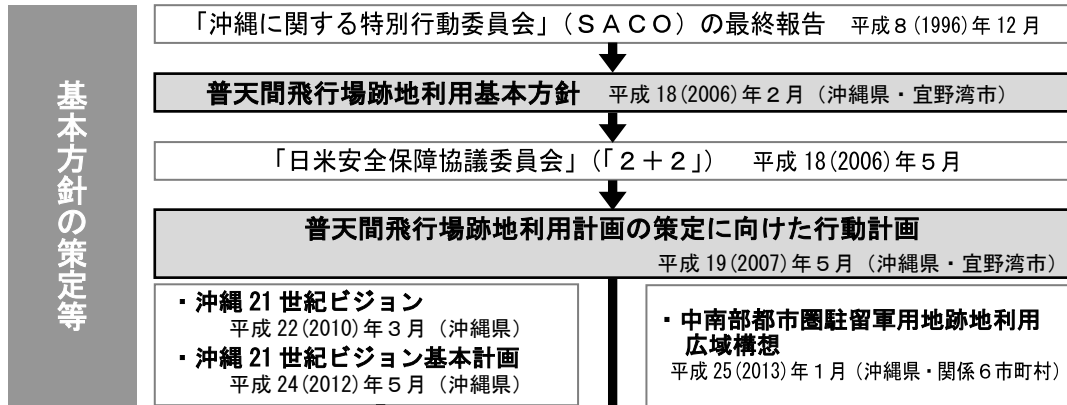 基本方針の策定等
「沖縄に関する特別行動委員会」（ＳＡＣＯ）の最終報告　平成８(1996)年12月
普天間飛行場跡地利用基本方針　平成18(2006)年２月（沖縄県・宜野湾市）
「日米安全保障協議委員会」（「２＋２」）　平成18(2006)年５月
普天間飛行場跡地利用計画の策定に向けた行動計画
平成19(2007)年５月（沖縄県・宜野湾市）
・沖縄21世紀ビジョン
平成22(2010)年３月（沖縄県）
・沖縄21世紀ビジョン基本計画
平成24(2012)年５月（沖縄県）
・中南部都市圏駐留軍用地跡地利用
広域構想
平成25(2013)年１月（沖縄県・関係６市町村）